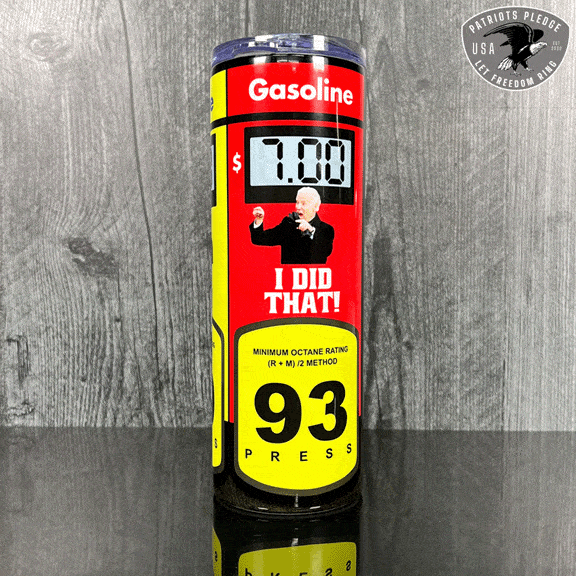 PATRIOTS PLEDGE
USA
LET FREEDOM RING
Gasoline
$ 7.00
I DID
THAT!
MINIMUM OCTANE RATING
(R + M) /2 METHOD
93
PRESS